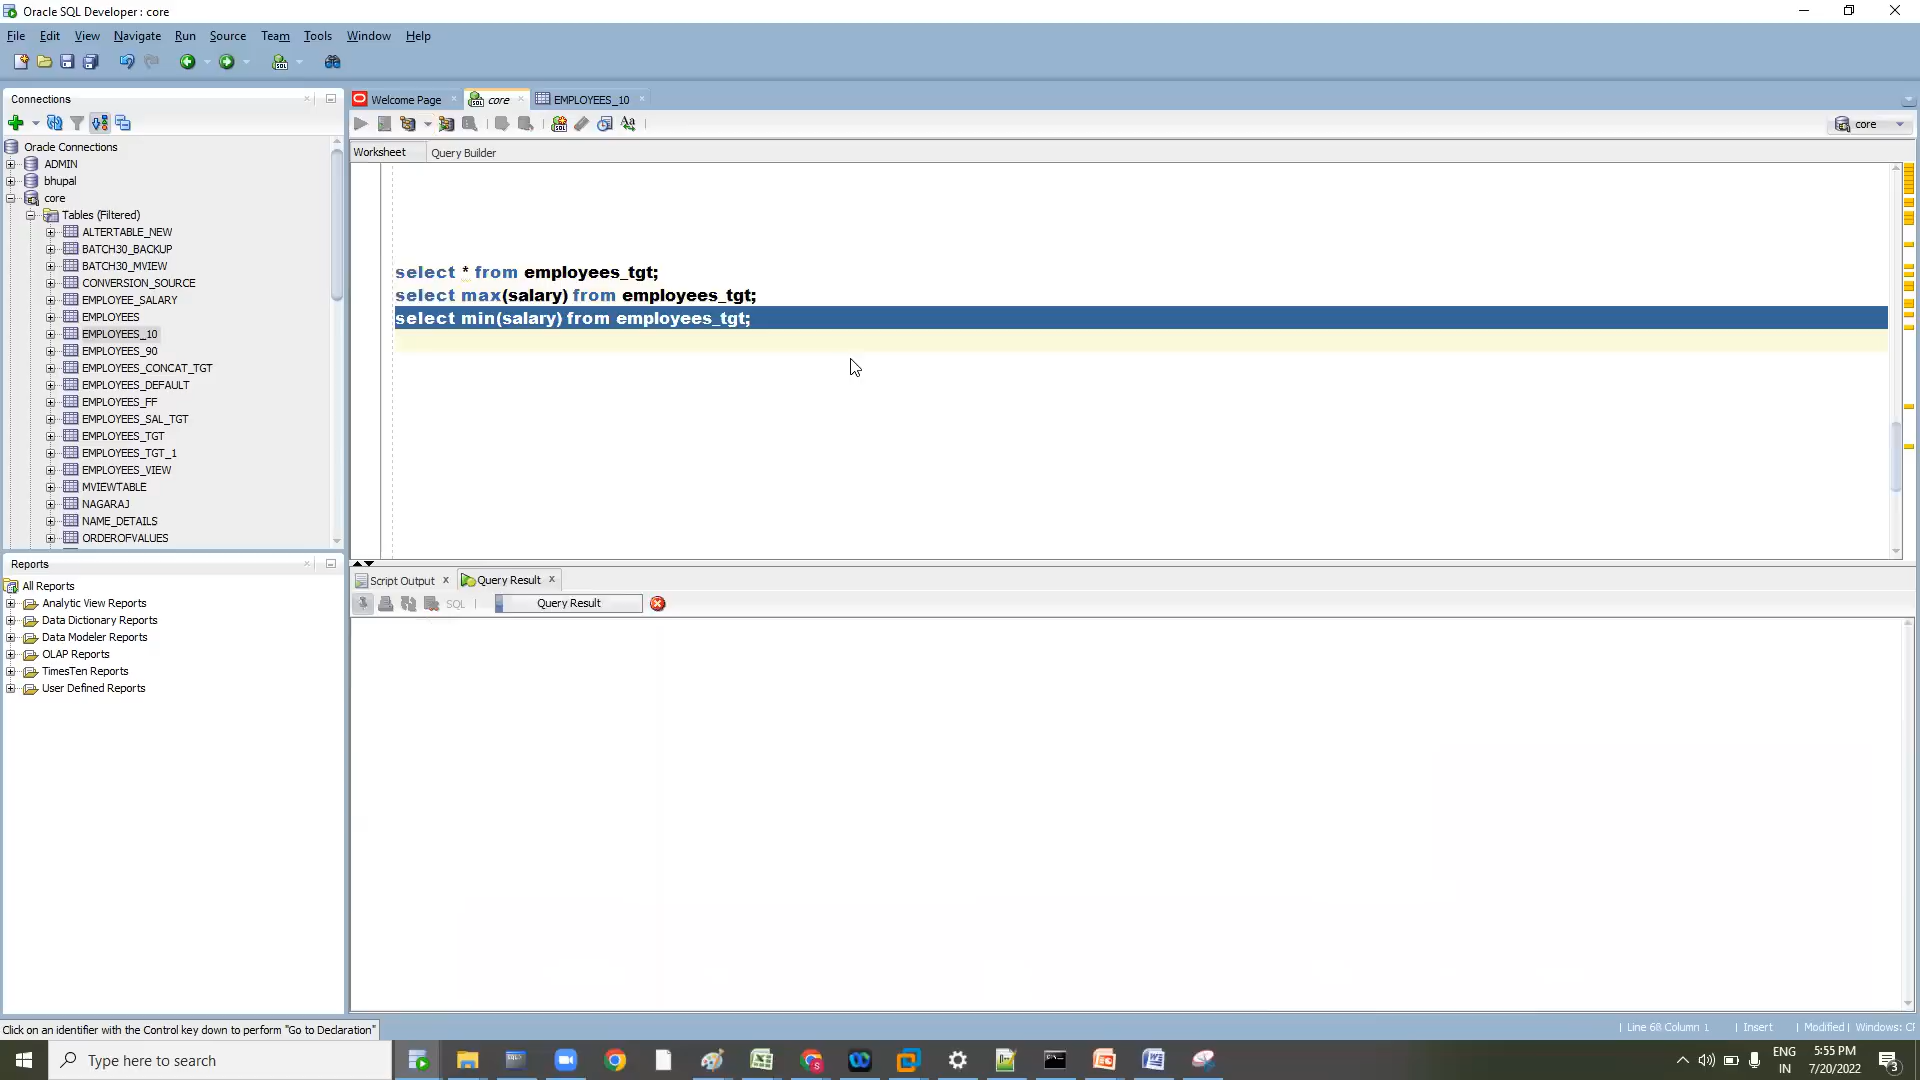 Oracle SQL Developer : core
File Edit View Navigate Run Source Team Tools Window Help
Connections
Oracle Connections
ADMIN
bhupal
core
Tables (Filtered)
ALTERTABLE_NEW
BATCH30_BACKUP
BATCH30_MVIEW
CONVERSION_SOURCE
EMPLOYEE_SALARY
EMPLOYEES
EMPLOYEES_10
EMPLOYEES_90
EMPLOYEES_CONCAT_TGT
EMPLOYEES_DEFAULT
EMPLOYEES_FF
EMPLOYEES_SAL_TGT
EMPLOYEES_TGT
EMPLOYEES_TGT_1
EMPLOYEES_VIEW
MVIEWTABLE
NAGARAJ
NAME_DETAILS
ORDEROFVALUES
Reports
All Reports
Analytic View Reports
Data Dictionary Reports
Data Modeler Reports
OLAP Reports
TimesTen Reports
User Defined Reports
Welcome Page core EMPLOYEES_10
core
Worksheet Query Builder
select * from employees_tgt;
select max(salary) from employees_tgt;
select min(salary) from employees_tgt;
Script Output Query Result
SQL Query Result
Click on an identifier with the Control key down to perform "Go to Declaration"
Line 68 Column 1 Insert Modified Windows: CF
Type here to search
ENG
IN
5:55 PM
7/20/2022
3